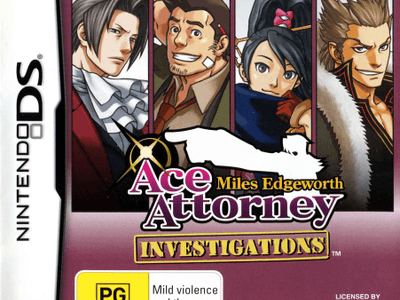 NINTENDO DS
Ace Attorney
Miles Edgeworth
INVESTIGATIONS
TM
PG
Mild violence
LICENSED BY